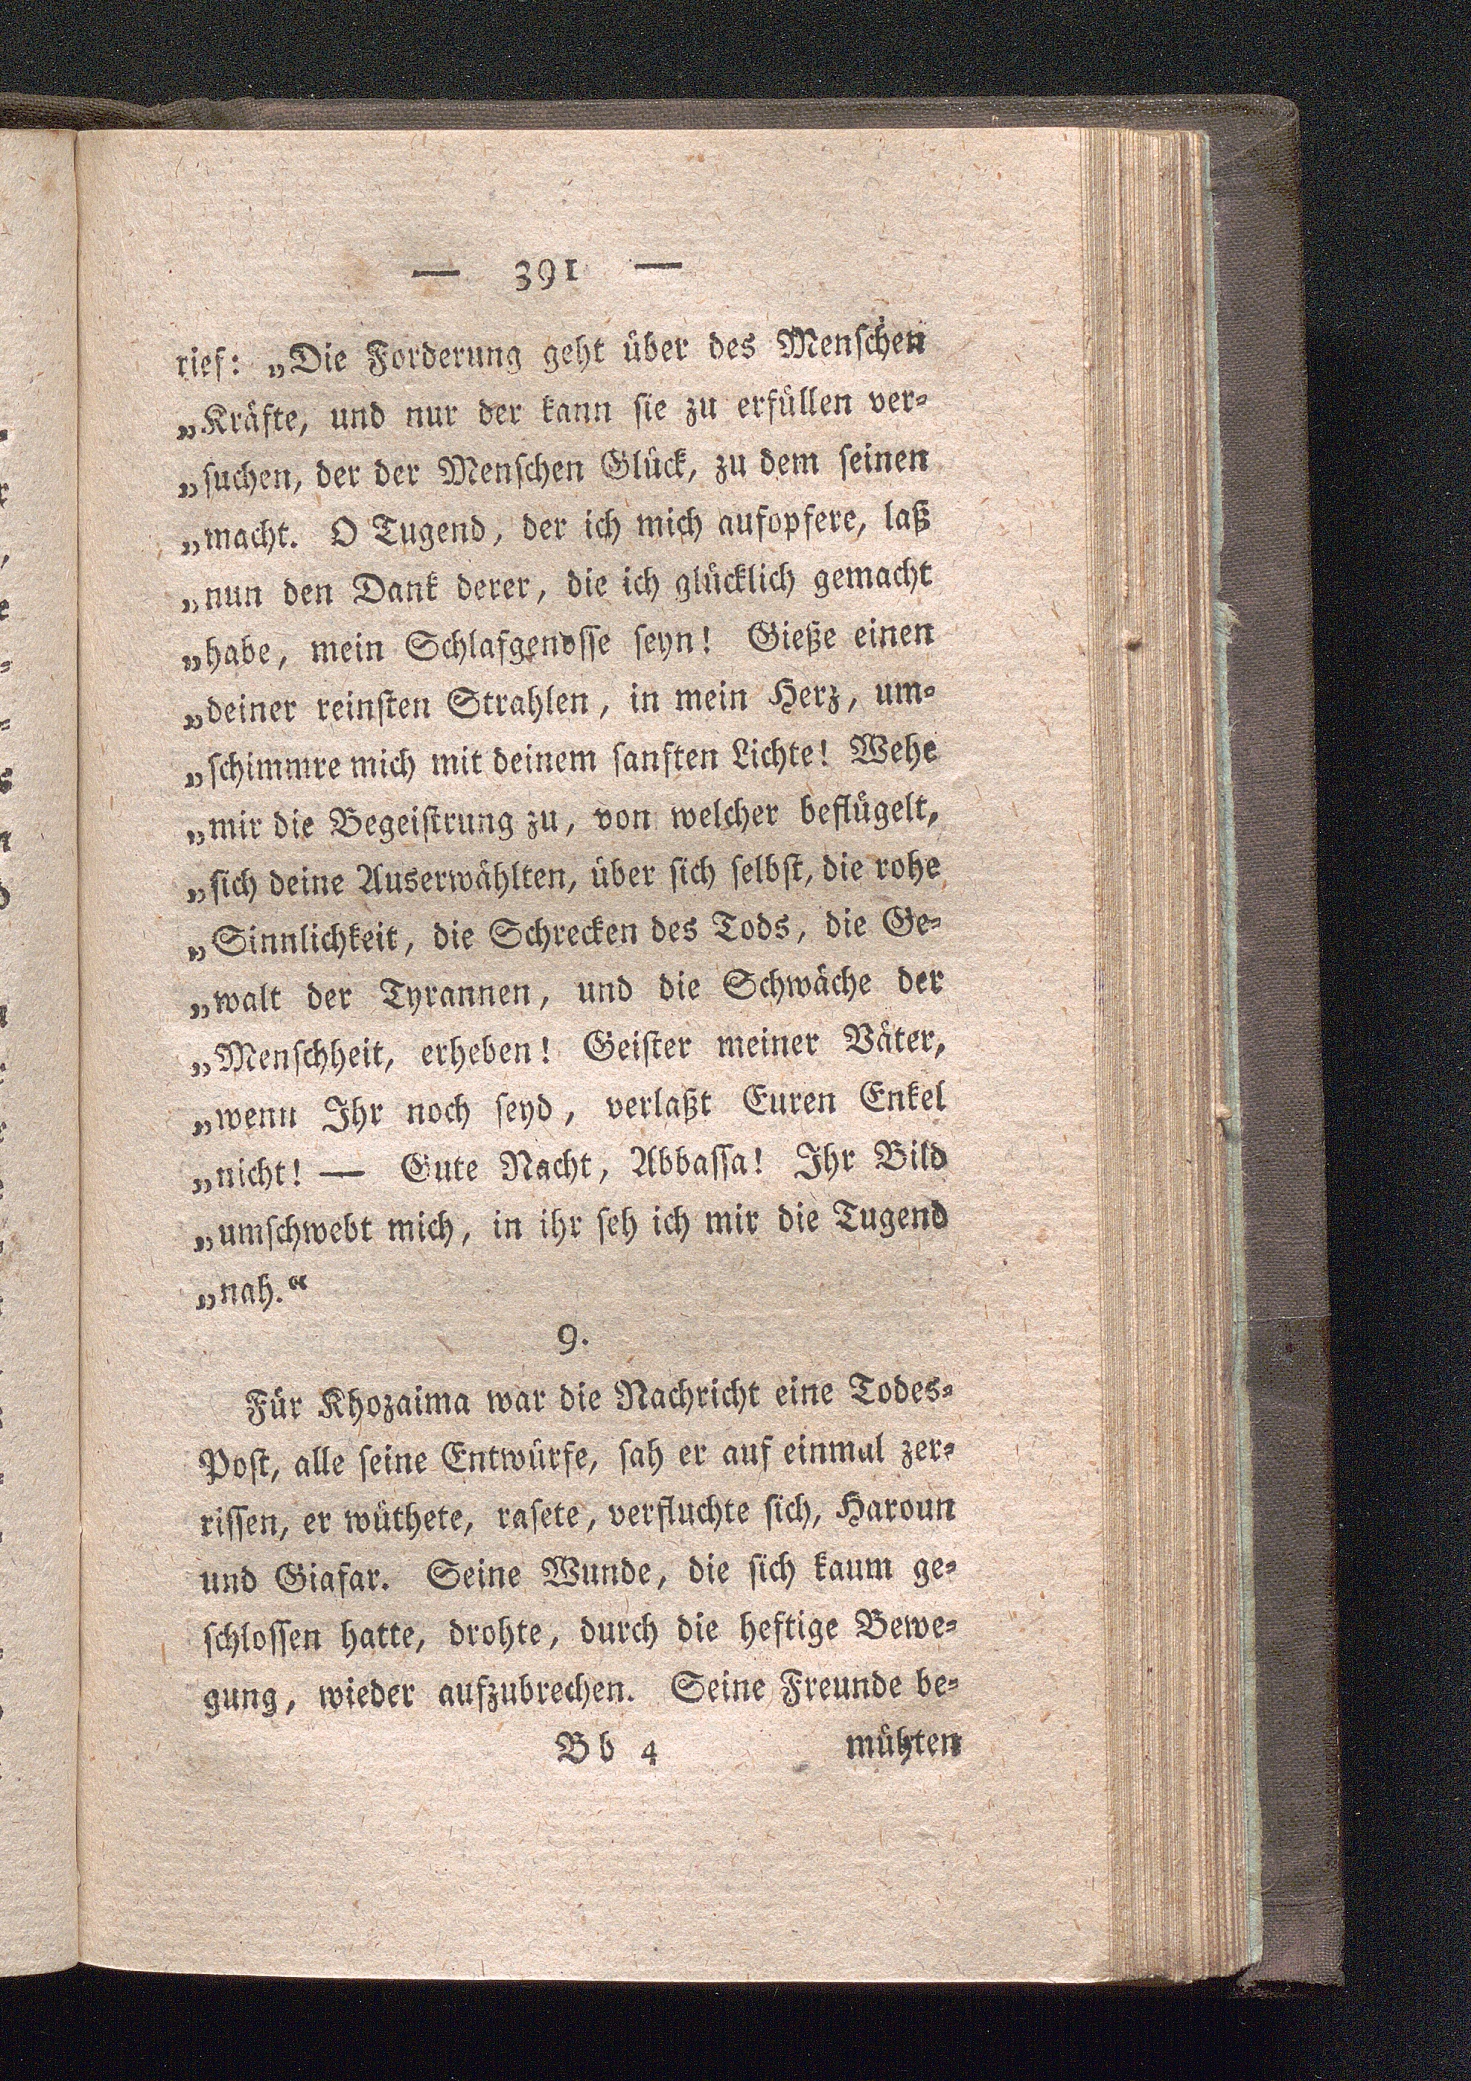 — 391 —
rief: „Die Forderung geht über des Menschen
„Kräfte, und nur der kann sie zu erfüllen ver-
„suchen, der der Menschen Glück, zu dem seinen
„macht. O Tugend, der ich mich aufopfere, laß
„nun den Dank derer, die ich glücklich gemacht
„habe, mein Schlafgenosse seyn! Gieße einen
„deiner reinsten Strahlen, in mein Herz, um-
„schimmre mich mit deinem sanften Lichte! Wehe
„mir die Begeistrung zu, von welcher beflügelt,
„sich deine Auserwählten, über sich selbst, die rohe
„Sinnlichkeit, die Schrecken des Tods, die Ge-
„walt der Tyrannen, und die Schwäche der
„Menschheit, erheben! Geister meiner Väter,
„wenn Ihr noch seyd, verlaßt Euren Enkel
„nicht! — Gute Nacht, Abbassa! Ihr Bild
„umschwebt mich, in ihr seh ich mir die Tugend
„nah.“
9.
Für Khozaima war die Nachricht eine Todes-
Post, alle seine Entwürfe, sah er auf einmal zer-
rissen, er wüthete, rasete, verfluchte sich, Haroun
und Giafar. Seine Wunde, die sich kaum ge-
schlossen hatte, drohte, durch die heftige Bewe-
gung, wieder aufzubrechen. Seine Freunde be-
Bb 4 mühten